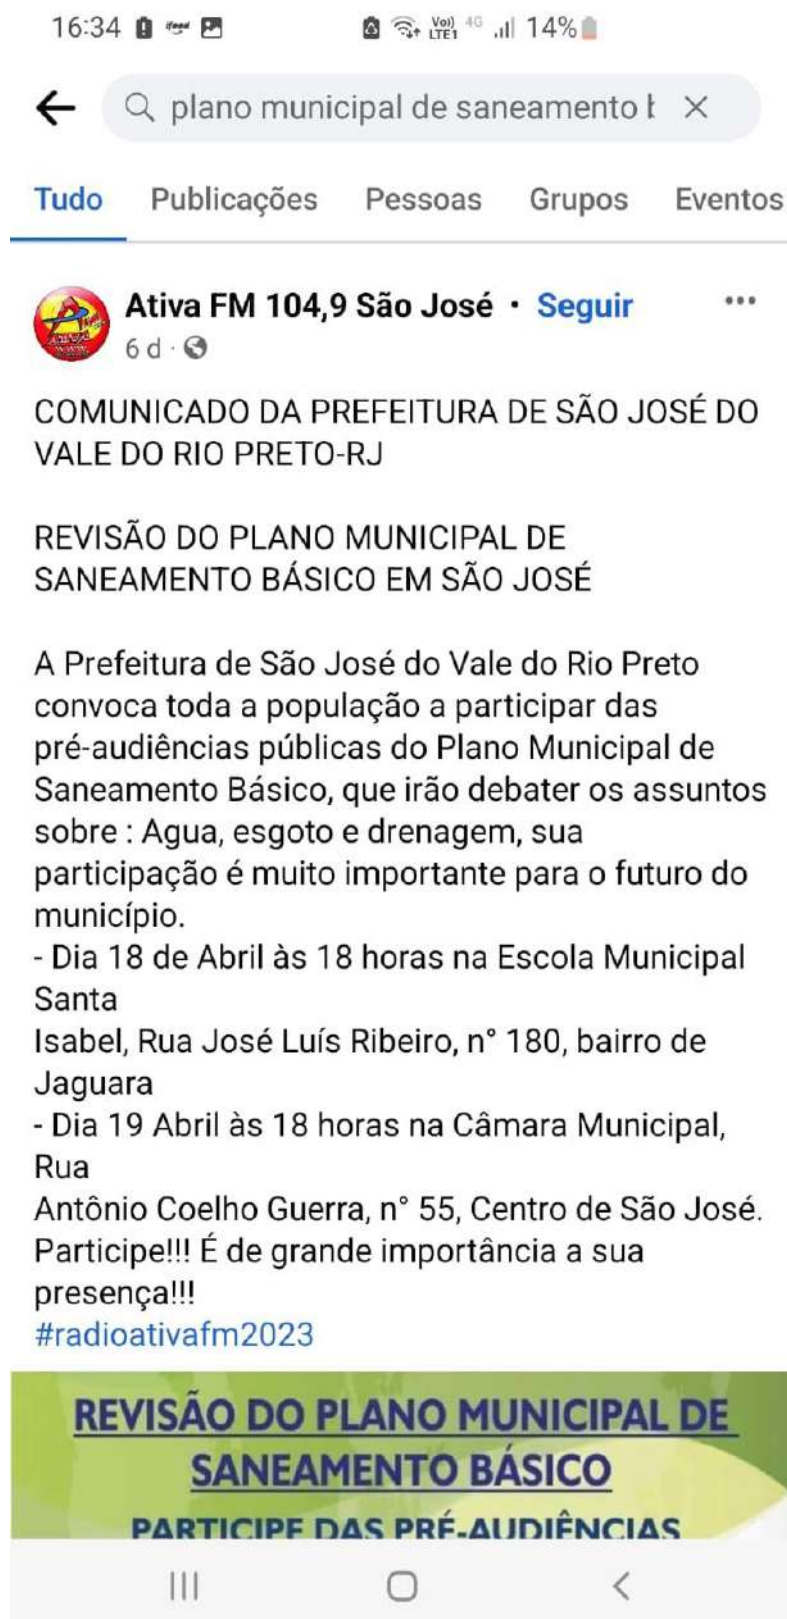 16:34
Vo)) 4G
LTE1
14%
plano municipal de saneamento
Tudo Publicações Pessoas Grupos Eventos
Ativa FM 104,9 São José • Seguir
6 d ·
COMUNICADO DA PREFEITURA DE SÃO JOSÉ DO
VALE DO RIO PRETO-RJ
REVISÃO DO PLANO MUNICIPAL DE
SANEAMENTO BÁSICO EM SÃO JOSÉ
A Prefeitura de São José do Vale do Rio Preto
convoca toda a população a participar das
pré-audiências públicas do Plano Municipal de
Saneamento Básico, que irão debater os assuntos
sobre : Agua, esgoto e drenagem, sua
participação é muito importante para o futuro do
município.
- Dia 18 de Abril às 18 horas na Escola Municipal
Santa
Isabel, Rua José Luís Ribeiro, n° 180, bairro de
Jaguara
- Dia 19 Abril às 18 horas na Câmara Municipal,
Rua
Antônio Coelho Guerra, n° 55, Centro de São José.
Participe!!! É de grande importância a sua
presença!!!
#radioativafm2023
REVISÃO DO PLANO MUNICIPAL DE
SANEAMENTO BÁSICO
PARTICIPE DAS PRÉ-AUDIÊNCIAS